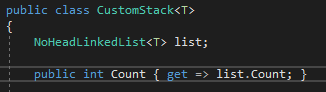 public class CustomStack<T>
{
NoHeadLinkedList<T> list;
public int Count { get => list.Count; }